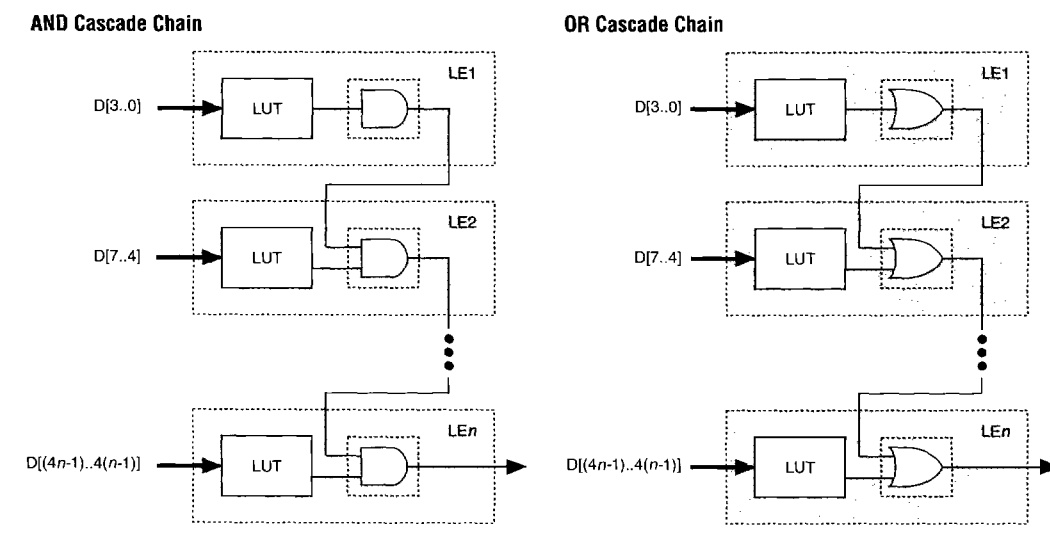 AND Cascade Chain
LE1
D[3..0]
LUT
LE2
D[7..4]
LUT
LEn
D[(4n-1)..4(n-1)]
LUT
OR Cascade Chain
LE1
D[3..0]
LUT
LE2
D[7..4]
LUT
LEn
D[(4n-1)..4(n-1)]
LUT